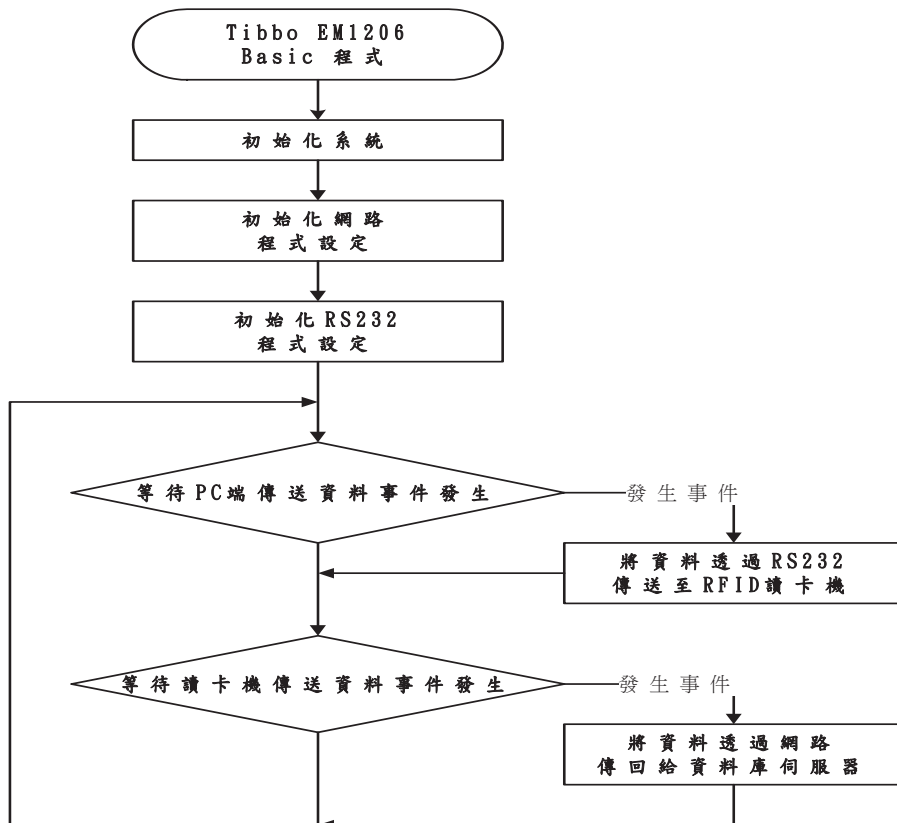 Tibbo EM1206
Basic 程式
初始化系統
初始化網路
程式設定
初始化RS232
程式設定
等待PC端傳送資料事件發生
發生事件
將資料透過RS232
傳送至RFID讀卡機
等待讀卡機傳送資料事件發生
發生事件
將資料透過網路
傳回給資料庫伺服器